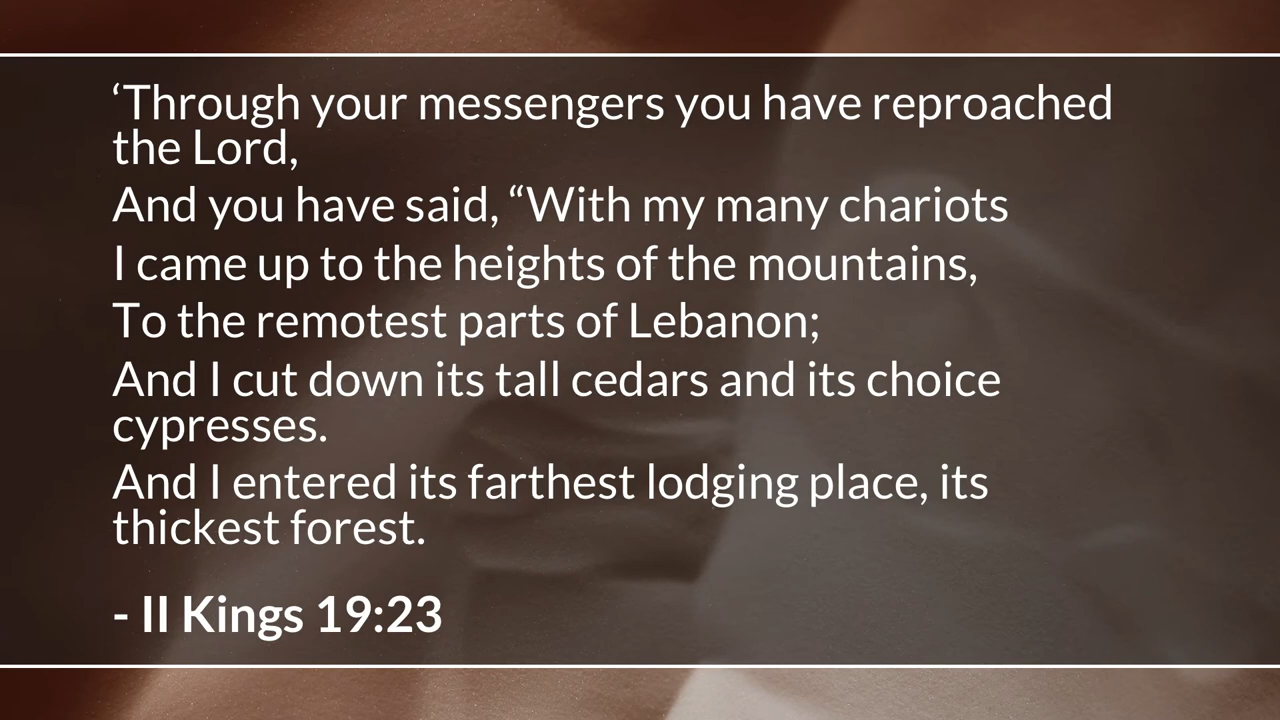 ‘Through your messengers you have reproached
the Lord,
And you have said, “With my many chariots
I came up to the heights of the mountains,
To the remotest parts of Lebanon;
And I cut down its tall cedars and its choice
cypresses.
And I entered its farthest lodging place, its
thickest forest.
- II Kings 19:23